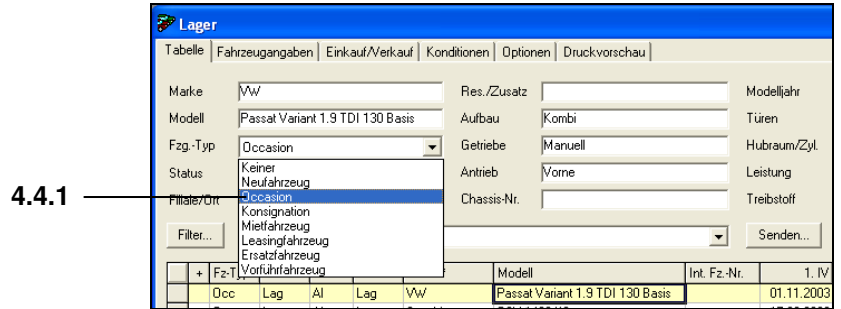 Lager
Tabelle Fahrzeugangaben Einkauf/Verkauf Konditionen Optionen Druckvorschau
Marke VW Res./Zusatz Modelljahr
Modell Passat Variant 1.9 TDI 130 Basis Aufbau Kombi Türen
Fzg.-Typ Occasion Getriebe Manuell Hubraum/Zyl.
Status Keiner Antrieb Vorne Leistung
Neufahrzeug
4.4.1 Filiale/Ort Occasion Chassis-Nr. Treibstoff
Konsignation
Mietfahrzeug
Filter... Leasingfahrzeug Senden...
Ersatzfahrzeug
Vorführfahrzeug
+ Modell Int. Fz.-Nr. 1. IV
Occ Lag Al Lag VW Passat Variant 1.9 TDI 130 Basis 01.11.2003